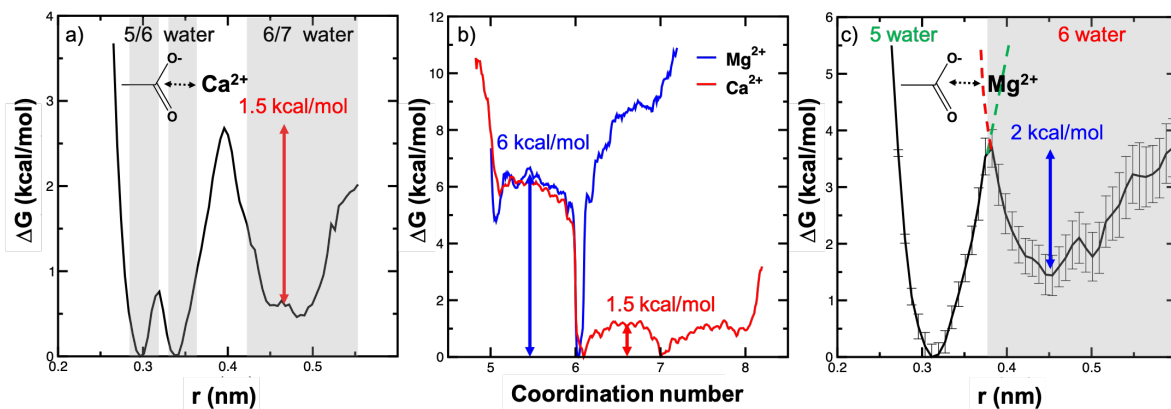 a) 5/6 water 6/7 water
O-
Ca2+
O
1.5 kcal/mol
ΔG (kcal/mol)
4
3
2
1
0
0.2 0.3 0.4 0.5
r (nm)
b)
Mg2+
Ca2+
6 kcal/mol
1.5 kcal/mol
ΔG (kcal/mol)
12
10
8
6
4
2
0
5 6 7 8
Coordination number
5 water c) 6 water
O-
Mg2+
O
2 kcal/mol
ΔG (kcal/mol)
6
5
4
3
2
1
0
0.2 0.3 0.4 0.5
r (nm)